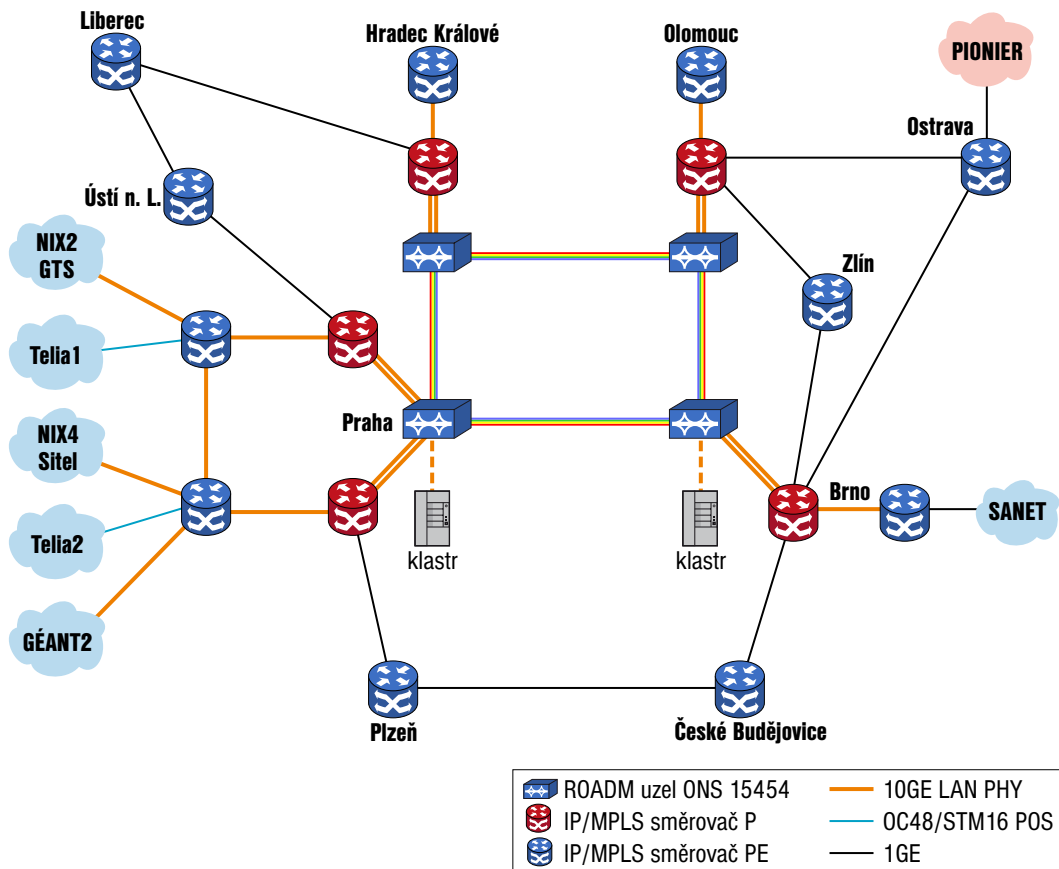 Liberec
Hradec Králové
Olomouc
PIONIER
Ostrava
Ústí n. L.
NIX2
GTS
Zlín
Telia1
Praha
NIX4
Sitel
Brno
SANET
Telia2
klastr
klastr
GÉANT2
Plzeň
České Budějovice
ROADM uzel ONS 15454
10GE LAN PHY
IP/MPLS směrovač P
OC48/STM16 POS
IP/MPLS směrovač PE
1GE